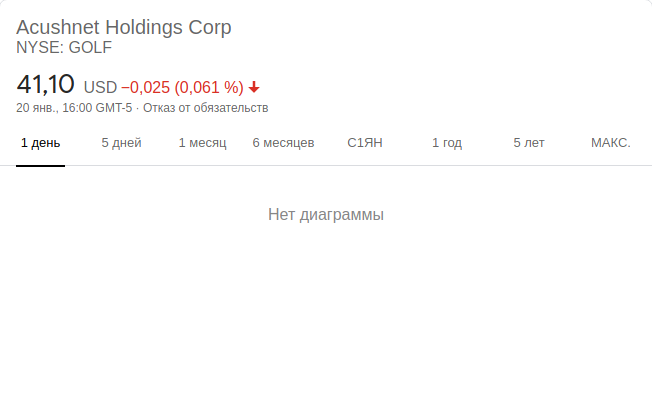 Acushnet Holdings Corp
NYSE: GOLF
41,10 USD −0,025 (0,061 %)
20 янв., 16:00 GMT-5 · Отказ от обязательств
1 день 5 дней 1 месяц 6 месяцев С1ЯН 1 год 5 лет МАКС.
Нет диаграммы